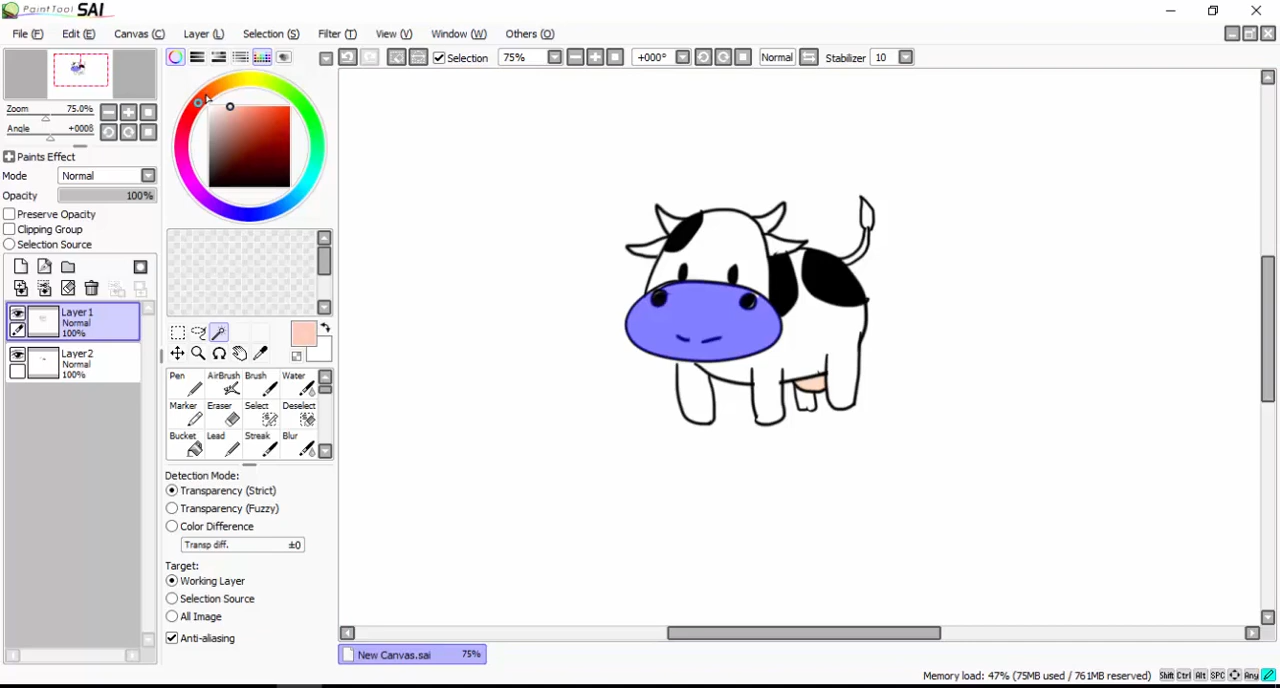 PaintTool SAI
File (F) Edit (E) Canvas (C) Layer (L) Selection (S) Filter (T) View (V) Window (W) Others (O)
Selection 75% +000° Normal Stabilizer 10
Zoom 75.0%
Angle +000ß
Paints Effect
Mode Normal
Opacity 100%
Preserve Opacity
Clipping Group
Selection Source
Layer1
Normal
100%
Layer2
Normal
100%
Pen AirBrush Brush Water
Marker Eraser Select Deselect
Bucket Lead Streak Blur
Detection Mode:
Transparency (Strict)
Transparency (Fuzzy)
Color Difference
Transp diff. ±0
Target:
Working Layer
Selection Source
All Image
Anti-aliasing
New Canvas.sai 75%
Memory load: 47% (75MB used / 761MB reserved) Shift Ctrl Alt SPC Any